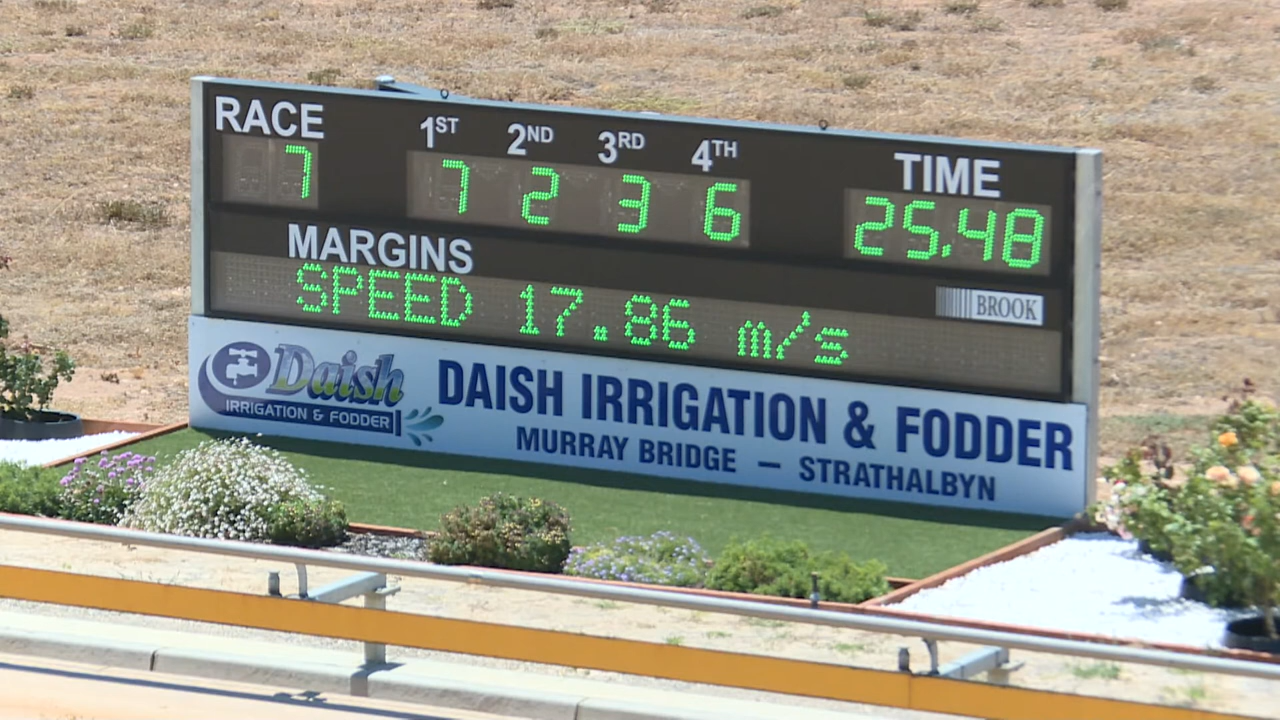 RACE 1ST 2ND 3RD 4TH TIME
7 7 2 3 6 25.48
MARGINS
SPEED 17.86 m/s
BROOK
Daish
IRRIGATION & FODDER
DAISH IRRIGATION & FODDER
MURRAY BRIDGE – STRATHALBYN